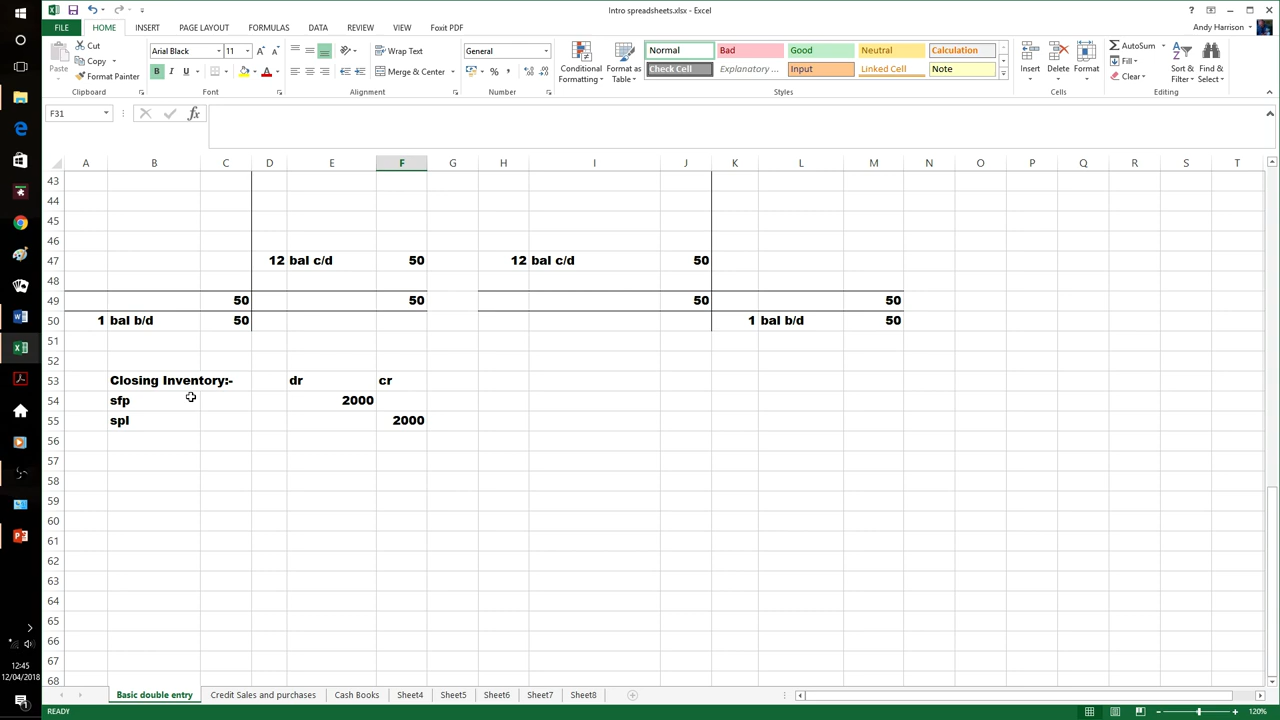 Intro spreadsheets.xlsx - Excel
FILE HOME INSERT PAGE LAYOUT FORMULAS DATA REVIEW VIEW Foxit PDF
Andy Harrison
Cut
Copy
Format Painter
Paste
Clipboard
Arial Black 11
B I U
Font
Wrap Text
Merge & Center
Alignment
General
Number
Conditional Formatting
Format as Table
Normal Bad Good Neutral Calculation
Check Cell Explanatory ... Input Linked Cell Note
Styles
Insert Delete Format
Cells
AutoSum
Fill
Clear
Sort & Filter
Find & Select
Editing
F31
fx
A B C D E F G H I J K L M N O P Q R S T
43
44
45
46
47 12 bal c/d 50 12 bal c/d 50
48
49 50 50 50 50
50 1 bal b/d 50 1 bal b/d 50
51
52
53 Closing Inventory:- dr cr
54 sfp 2000
55 spl 2000
56
57
58
59
60
61
62
63
64
65
66
67
68
12:45
12/04/2018
Basic double entry Credit Sales and purchases Cash Books Sheet4 Sheet5 Sheet6 Sheet7 Sheet8
READY
120%